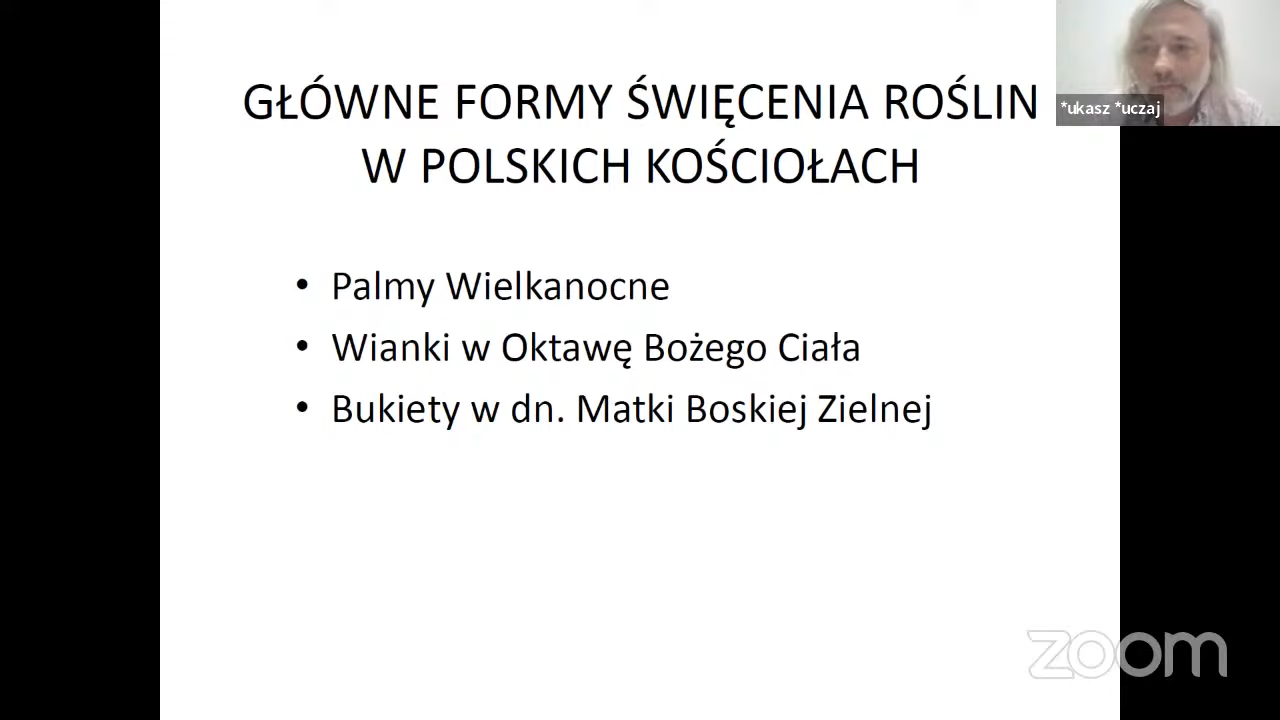 GŁÓWNE FORMY ŚWIĘCENIA ROŚLIN
W POLSKICH KOŚCIOŁACH
*ukasz *uczaj
• Palmy Wielkanocne
• Wianki w Oktawę Bożego Ciała
• Bukiety w dn. Matki Boskiej Zielnej
zoom